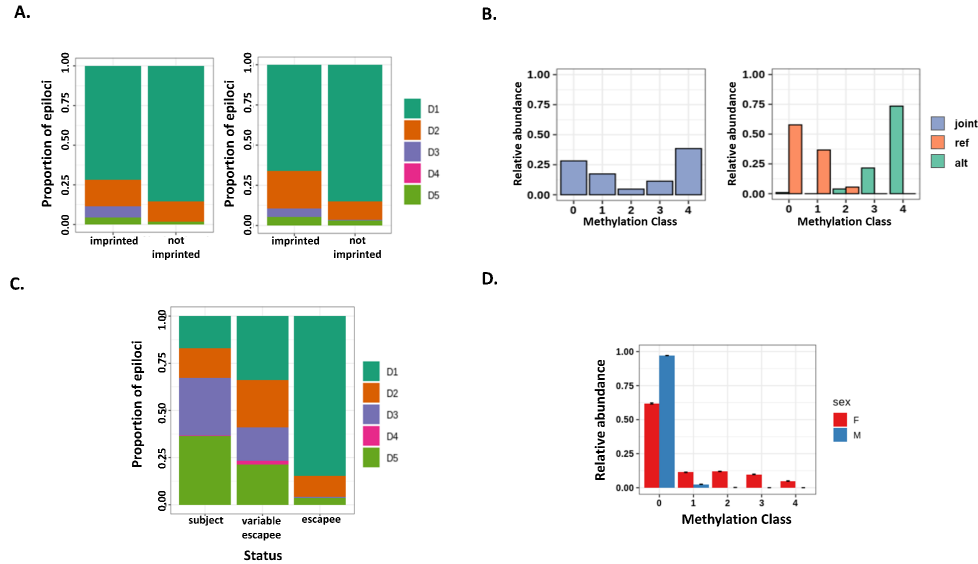 A.
Proportion of epiloci
0.00 0.25 0.50 0.75 1.00
imprinted
not
imprinted
Proportion of epiloci
0.00 0.25 0.50 0.75 1.00
imprinted
not
imprinted
D1
D2
D3
D4
D5
B.
Relative abundance
1.00
0.75
0.50
0.25
0.00
0 1 2 3 4
Methylation Class
Relative abundance
1.00
0.75
0.50
0.25
0.00
0 1 2 3 4
Methylation Class
joint
ref
alt
C.
Proportion of epiloci
0.00 0.25 0.50 0.75 1.00
subject
variable
escapee
escapee
Status
D1
D2
D3
D4
D5
D.
Relative abundance
1.00
0.75
0.50
0.25
0.00
0 1 2 3 4
Methylation Class
sex
F
M